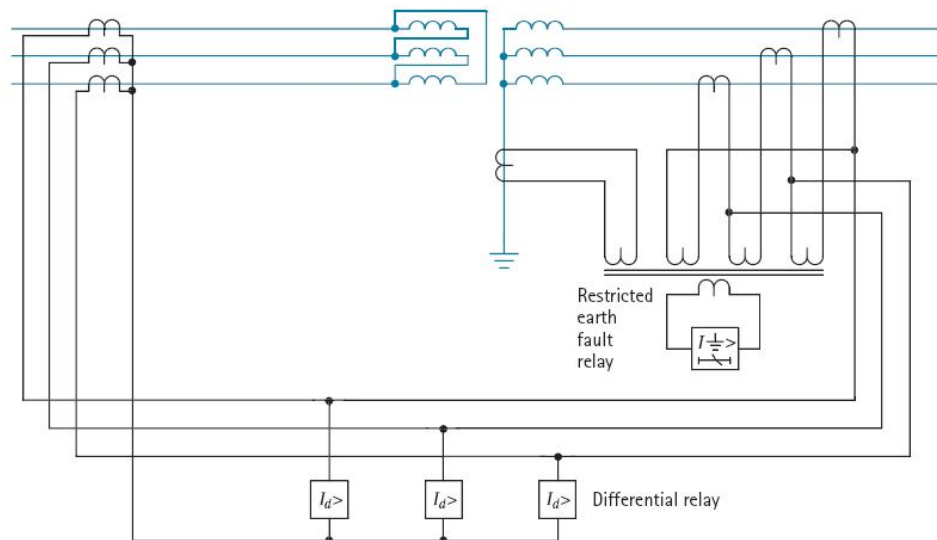 Restricted
earth
fault
relay
I⏚>
Id>
Id>
Id>
Differential relay